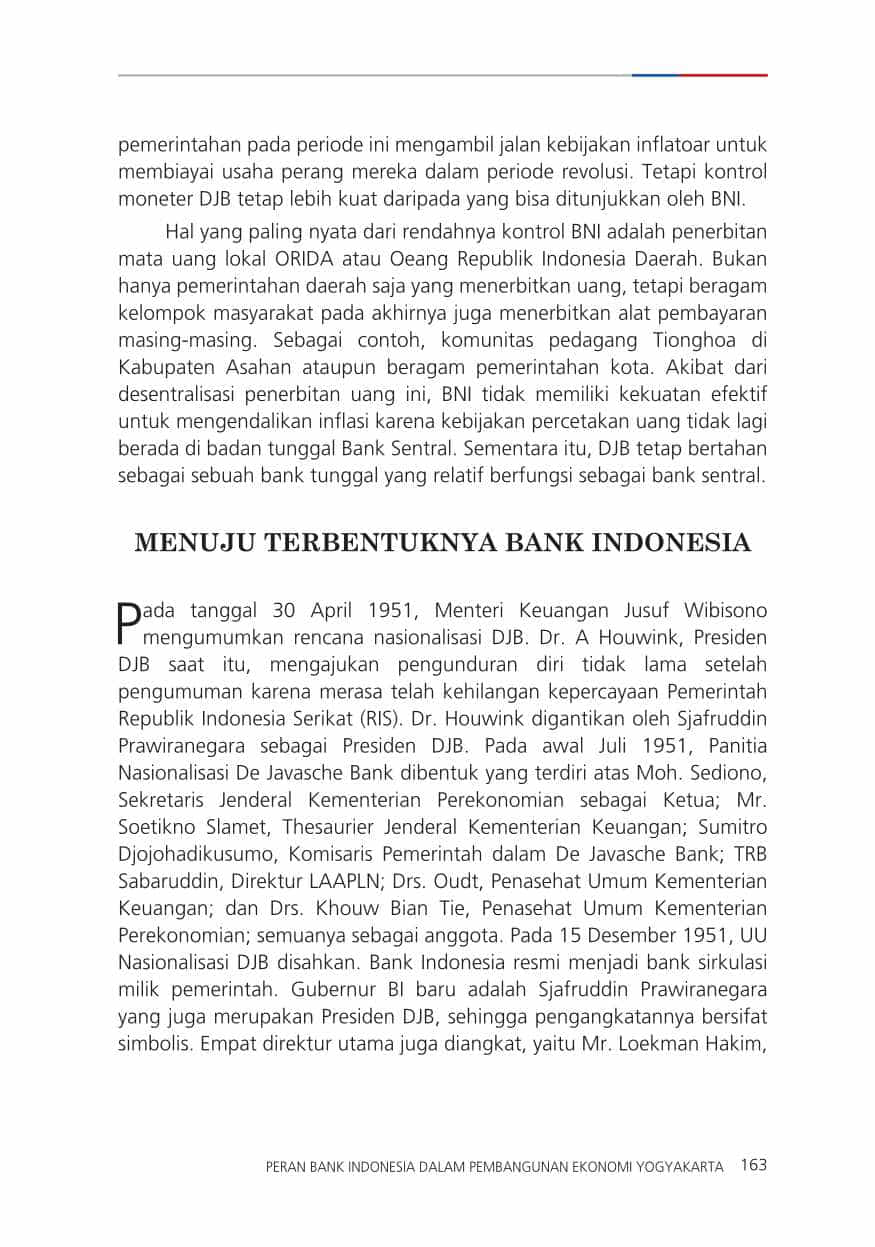 pemerintahan pada periode ini mengambil jalan kebijakan inflatoar untuk
membiayai usaha perang mereka dalam periode revolusi. Tetapi kontrol
moneter DJB tetap lebih kuat daripada yang bisa ditunjukkan oleh BNI.
Hal yang paling nyata dari rendahnya kontrol BNI adalah penerbitan
mata uang lokal ORIDA atau Oeang Republik Indonesia Daerah. Bukan
hanya pemerintahan daerah saja yang menerbitkan uang, tetapi beragam
kelompok masyarakat pada akhirnya juga menerbitkan alat pembayaran
masing-masing. Sebagai contoh, komunitas pedagang Tionghoa di
Kabupaten Asahan ataupun beragam pemerintahan kota. Akibat dari
desentralisasi penerbitan uang ini, BNI tidak memiliki kekuatan efektif
untuk mengendalikan inflasi karena kebijakan percetakan uang tidak lagi
berada di badan tunggal Bank Sentral. Sementara itu, DJB tetap bertahan
sebagai sebuah bank tunggal yang relatif berfungsi sebagai bank sentral.
MENUJU TERBENTUKNYA BANK INDONESIA
Pada tanggal 30 April 1951, Menteri Keuangan Jusuf Wibisono
mengumumkan rencana nasionalisasi DJB. Dr. A Houwink, Presiden
DJB saat itu, mengajukan pengunduran diri tidak lama setelah
pengumuman karena merasa telah kehilangan kepercayaan Pemerintah
Republik Indonesia Serikat (RIS). Dr. Houwink digantikan oleh Sjafruddin
Prawiranegara sebagai Presiden DJB. Pada awal Juli 1951, Panitia
Nasionalisasi De Javasche Bank dibentuk yang terdiri atas Moh. Sediono,
Sekretaris Jenderal Kementerian Perekonomian sebagai Ketua; Mr.
Soetikno Slamet, Thesaurier Jenderal Kementerian Keuangan; Sumitro
Djojohadikusumo, Komisaris Pemerintah dalam De Javasche Bank; TRB
Sabaruddin, Direktur LAAPLN; Drs. Oudt, Penasehat Umum Kementerian
Keuangan; dan Drs. Khouw Bian Tie, Penasehat Umum Kementerian
Perekonomian; semuanya sebagai anggota. Pada 15 Desember 1951, UU
Nasionalisasi DJB disahkan. Bank Indonesia resmi menjadi bank sirkulasi
milik pemerintah. Gubernur BI baru adalah Sjafruddin Prawiranegara
yang juga merupakan Presiden DJB, sehingga pengangkatannya bersifat
simbolis. Empat direktur utama juga diangkat, yaitu Mr. Loekman Hakim,
PERAN BANK INDONESIA DALAM PEMBANGUNAN EKONOMI YOGYAKARTA 163